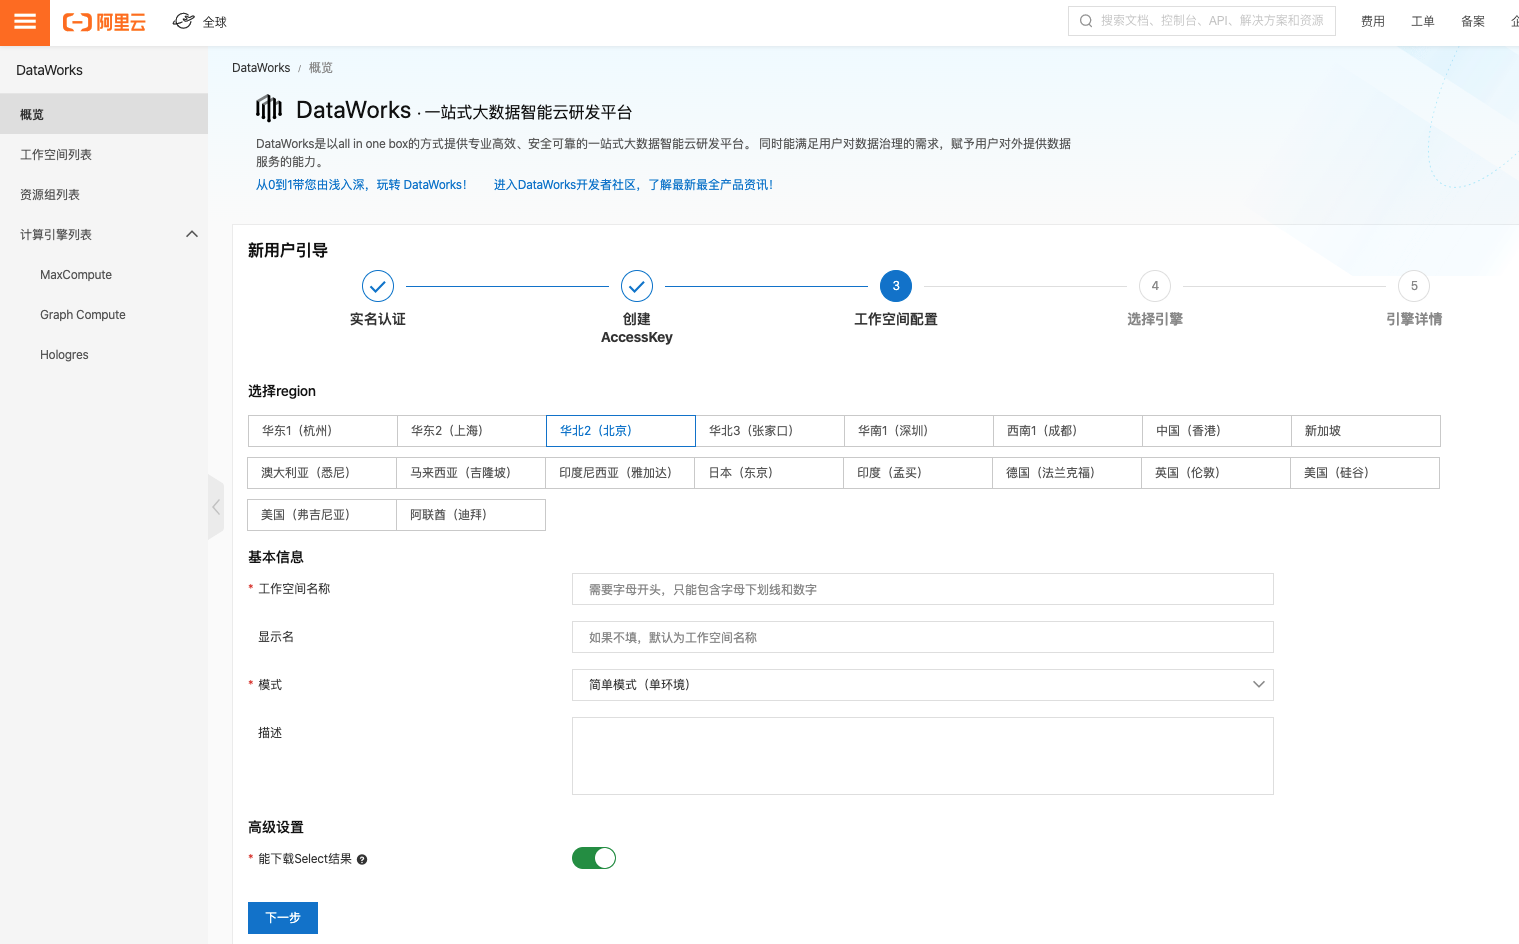 阿里云
全球
搜索文档、控制台、API、解决方案和资源
费用
工单
备案
DataWorks
概览
工作空间列表
资源组列表
计算引擎列表
MaxCompute
Graph Compute
Hologres
DataWorks / 概览
DataWorks · 一站式大数据智能云研发平台
DataWorks是以all in one box的方式提供专业高效、安全可靠的一站式大数据智能云研发平台。 同时能满足用户对数据治理的需求，赋予用户对外提供数据
服务的能力。
从0到1带您由浅入深，玩转 DataWorks！ 进入DataWorks开发者社区，了解最新最全产品资讯！
新用户引导
3
4
5
实名认证
创建
AccessKey
工作空间配置
选择引擎
引擎详情
选择region
华东1（杭州） 华东2（上海） 华北2（北京） 华北3（张家口） 华南1（深圳） 西南1（成都） 中国（香港） 新加坡
澳大利亚（悉尼） 马来西亚（吉隆坡） 印度尼西亚（雅加达） 日本（东京） 印度（孟买） 德国（法兰克福） 英国（伦敦） 美国（硅谷）
美国（弗吉尼亚） 阿联酋（迪拜）
基本信息
* 工作空间名称
需要字母开头，只能包含字母下划线和数字
显示名
如果不填，默认为工作空间名称
* 模式
简单模式（单环境）
描述
高级设置
* 能下载Select结果
下一步